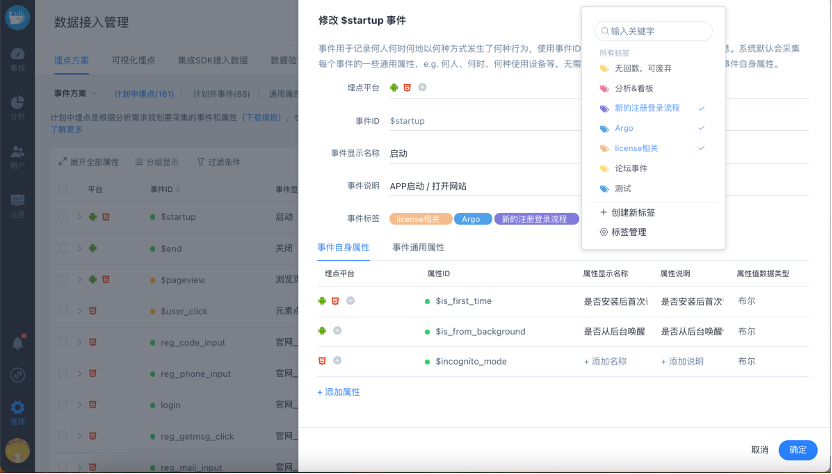 数据接入管理
埋点方案
可视化埋点
集成SDK接入数据
事件方案
计划中埋点(161)
计划外事件(88)
通用属
计划中埋点是根据分析需求规划要采集的事件和属性（下载模板），
了解更多
展开全部属性
分组显示
过滤条件
平台
事件ID
事件显
$startup
启动
$end
关闭
$pageview
浏览页
$user_click
元素点
reg_code_input
官网_
reg_phone_input
官网_
login
官网_
reg_getmsg_click
官网_
reg_mail_input
官网_
看板
分析
用户
运营
管理
修改 $startup 事件
事件用于记录何人何时何地以何种方式发生了何种行为，使用事件ID
息。系统默认会采集
每个事件的一些通用属性，e.g. 何人、何时、何种使用设备等，无需
事件自身属性。
埋点平台
事件ID
$startup
事件显示名称
启动
事件说明
APP启动 / 打开网站
事件标签
license相关
Argo
新的注册登录流程
输入关键字
所有标签
无回数，可废弃
分析&看板
新的注册登录流程
Argo
license相关
论坛事件
测试
+ 创建新标签
标签管理
事件自身属性
事件通用属性
埋点平台
属性ID
属性显示名称
属性说明
属性值数据类型
$is_first_time
是否安装后首次
是否安装后首次
布尔
$is_from_background
是否从后台唤醒
是否从后台唤醒
布尔
$incognito_mode
+ 添加名称
+ 添加说明
布尔
+ 添加属性
取消
确定